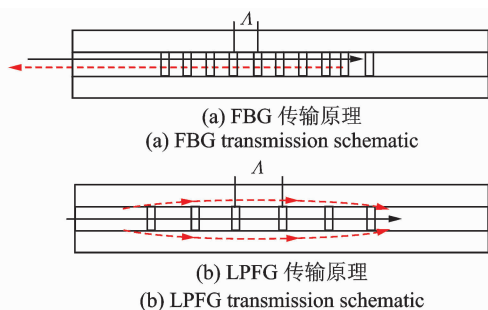 Λ
(a) FBG 传输原理
(a) FBG transmission schematic
Λ
(b) LPFG 传输原理
(b) LPFG transmission schematic